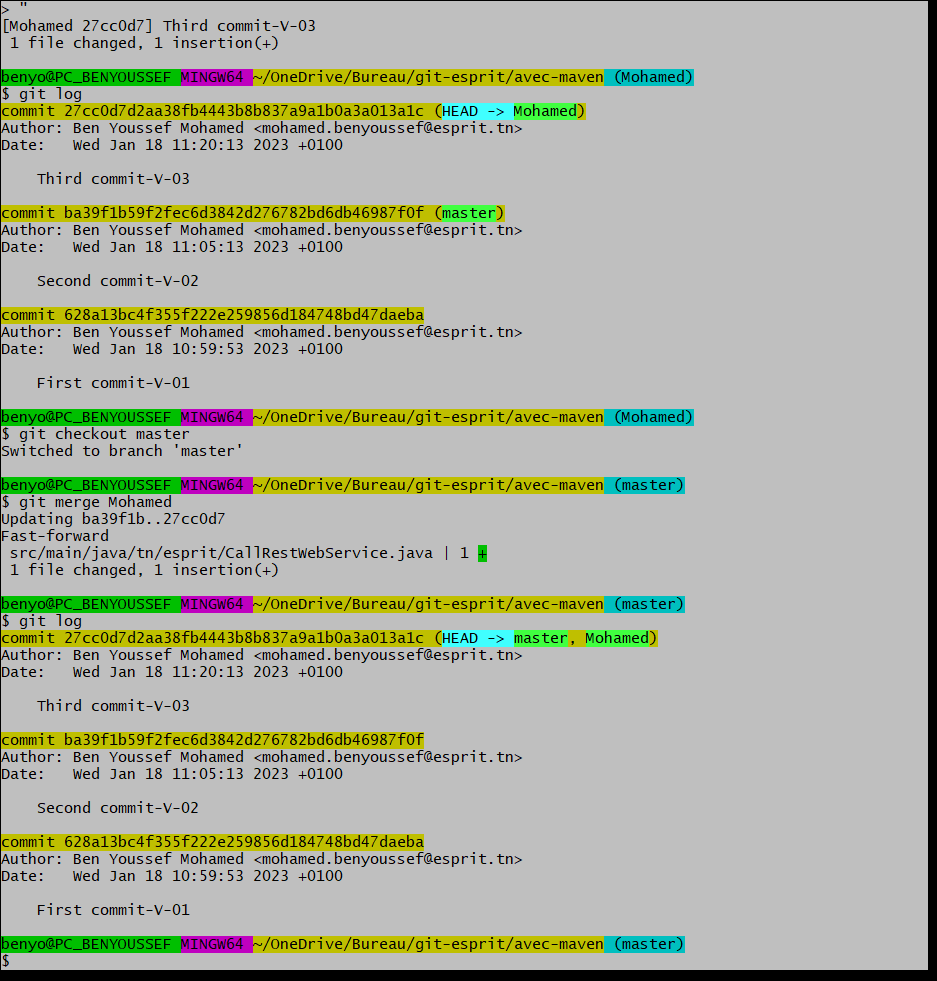 > "
[Mohamed 27cc0d7] Third commit-V-03
 1 file changed, 1 insertion(+)

benyo@PC_BENYOUSSEF MINGW64 ~/OneDrive/Bureau/git-esprit/avec-maven (Mohamed)
$ git log
commit 27cc0d7d2aa38fb4443b8b837a9a1b0a3a013a1c (HEAD -> Mohamed)
Author: Ben Youssef Mohamed <mohamed.benyoussef@esprit.tn>
Date:   Wed Jan 18 11:20:13 2023 +0100

    Third commit-V-03

commit ba39f1b59f2fec6d3842d276782bd6db46987f0f (master)
Author: Ben Youssef Mohamed <mohamed.benyoussef@esprit.tn>
Date:   Wed Jan 18 11:05:13 2023 +0100

    Second commit-V-02

commit 628a13bc4f355f222e259856d184748bd47daeba
Author: Ben Youssef Mohamed <mohamed.benyoussef@esprit.tn>
Date:   Wed Jan 18 10:59:53 2023 +0100

    First commit-V-01

benyo@PC_BENYOUSSEF MINGW64 ~/OneDrive/Bureau/git-esprit/avec-maven (Mohamed)
$ git checkout master
Switched to branch 'master'

benyo@PC_BENYOUSSEF MINGW64 ~/OneDrive/Bureau/git-esprit/avec-maven (master)
$ git merge Mohamed
Updating ba39f1b..27cc0d7
Fast-forward
 src/main/java/tn/esprit/CallRestWebService.java | 1 +
 1 file changed, 1 insertion(+)

benyo@PC_BENYOUSSEF MINGW64 ~/OneDrive/Bureau/git-esprit/avec-maven (master)
$ git log
commit 27cc0d7d2aa38fb4443b8b837a9a1b0a3a013a1c (HEAD -> master, Mohamed)
Author: Ben Youssef Mohamed <mohamed.benyoussef@esprit.tn>
Date:   Wed Jan 18 11:20:13 2023 +0100

    Third commit-V-03

commit ba39f1b59f2fec6d3842d276782bd6db46987f0f
Author: Ben Youssef Mohamed <mohamed.benyoussef@esprit.tn>
Date:   Wed Jan 18 11:05:13 2023 +0100

    Second commit-V-02

commit 628a13bc4f355f222e259856d184748bd47daeba
Author: Ben Youssef Mohamed <mohamed.benyoussef@esprit.tn>
Date:   Wed Jan 18 10:59:53 2023 +0100

    First commit-V-01

benyo@PC_BENYOUSSEF MINGW64 ~/OneDrive/Bureau/git-esprit/avec-maven (master)
$